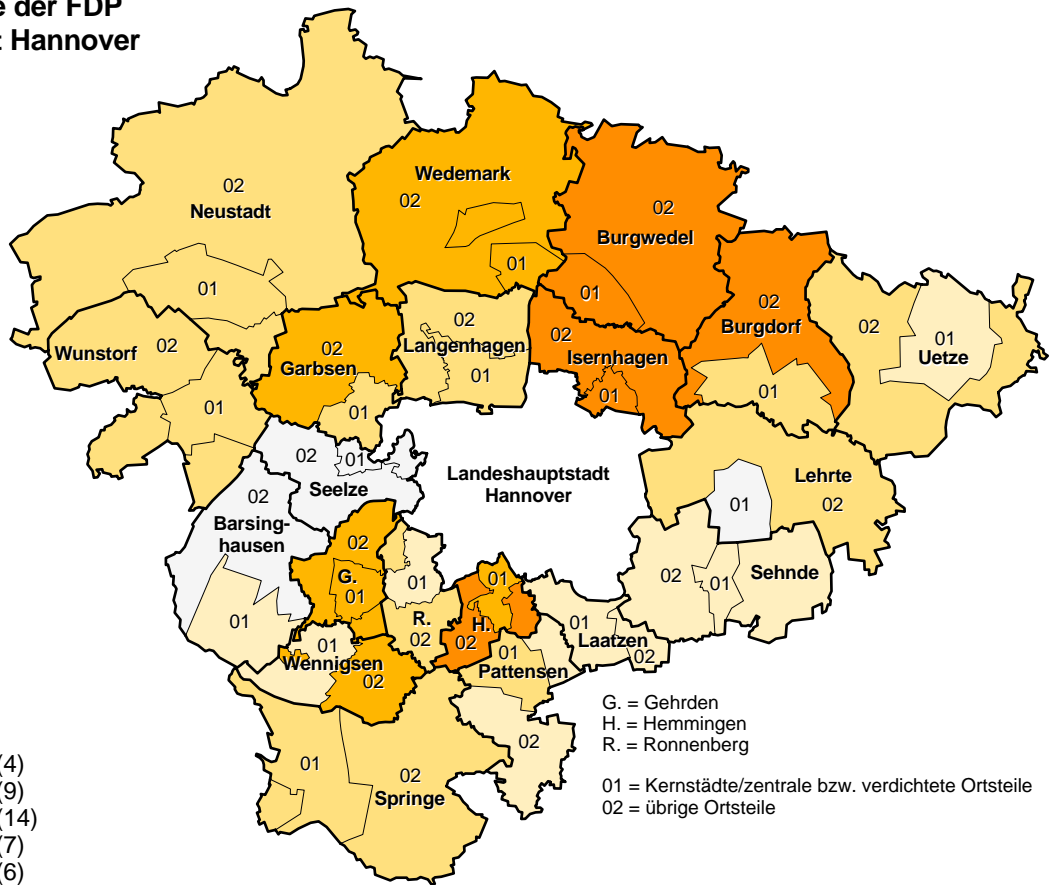 e der FDP
: Hannover
02
Neustadt
01
Wedemark
02
01
02
Burgwedel
01
02
Burgdorf
01
02
01
Uetze
Wunstorf
02
01
02
Garbsen
01
02
Langenhagen
01
02
Isernhagen
01
02
01
Seelze
02
Barsing-
hausen
01
Landeshauptstadt
Hannover
Lehrte
01
02
02
01
Sehnde
02
G.
01
01
R.
02
01
H.
02
01
Wennigsen
02
01
Laatzen
02
01
Pattensen
02
01
02
Springe
G. = Gehrden
H. = Hemmingen
R. = Ronnenberg
01 = Kernstädte/zentrale bzw. verdichtete Ortsteile
02 = übrige Ortsteile
(4)
(9)
(14)
(7)
(6)